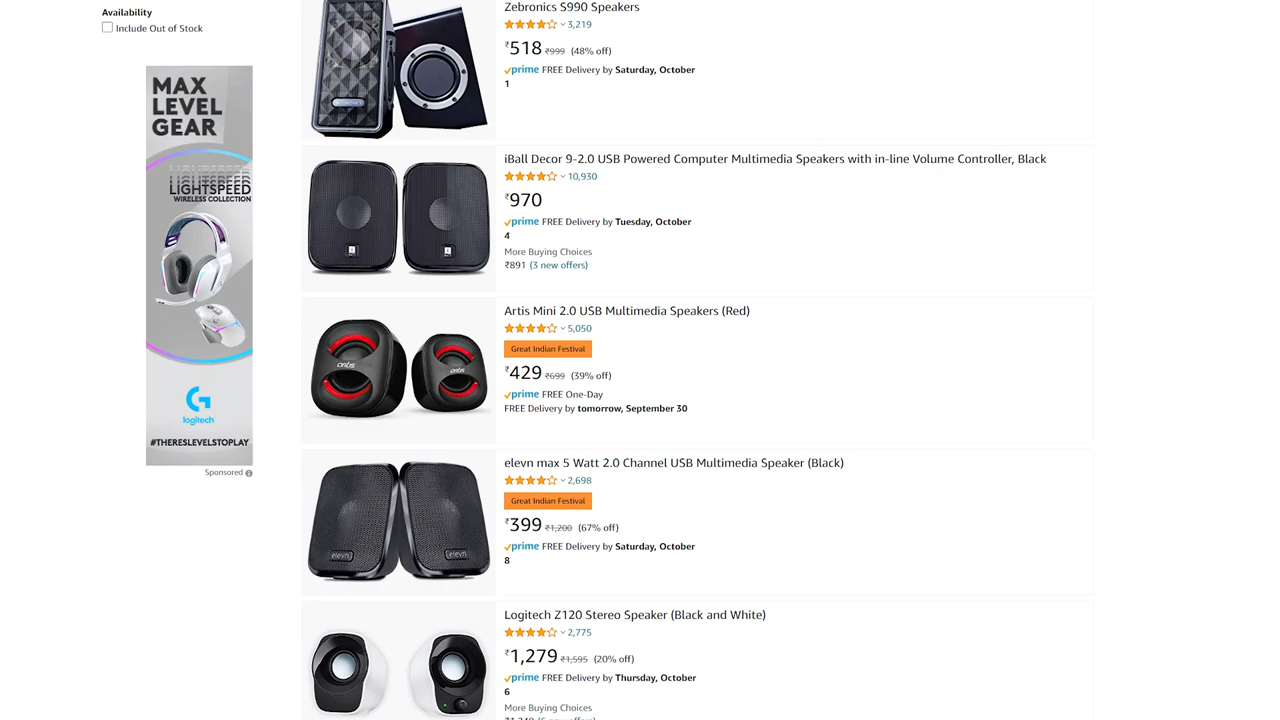 Availability
Include Out of Stock
MAX
LEVEL
GEAR
LIGHTSPEED
WIRELESS COLLECTION
logitech
#THERESLEVELSTOPLAY
Sponsored
Zebronics S990 Speakers
3,219
₹518 ₹999 (48% off)
prime FREE Delivery by Saturday, October
1
iBall Decor 9-2.0 USB Powered Computer Multimedia Speakers with in-line Volume Controller, Black
10,930
₹970
prime FREE Delivery by Tuesday, October
4
More Buying Choices
₹891 (3 new offers)
artis
artis
Artis Mini 2.0 USB Multimedia Speakers (Red)
5,050
Great Indian Festival
₹429 ₹699 (39% off)
prime FREE One-Day
FREE Delivery by tomorrow, September 30
elevn
elevn
elevn max 5 Watt 2.0 Channel USB Multimedia Speaker (Black)
2,698
Great Indian Festival
₹399 ₹1,200 (67% off)
prime FREE Delivery by Saturday, October
8
Logitech Z120 Stereo Speaker (Black and White)
2,775
₹1,279 ₹1,595 (20% off)
prime FREE Delivery by Thursday, October
6
More Buying Choices